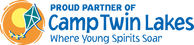 PROUD PARTNER OF
Camp Twin Lakes
Where Young Spirits Soar